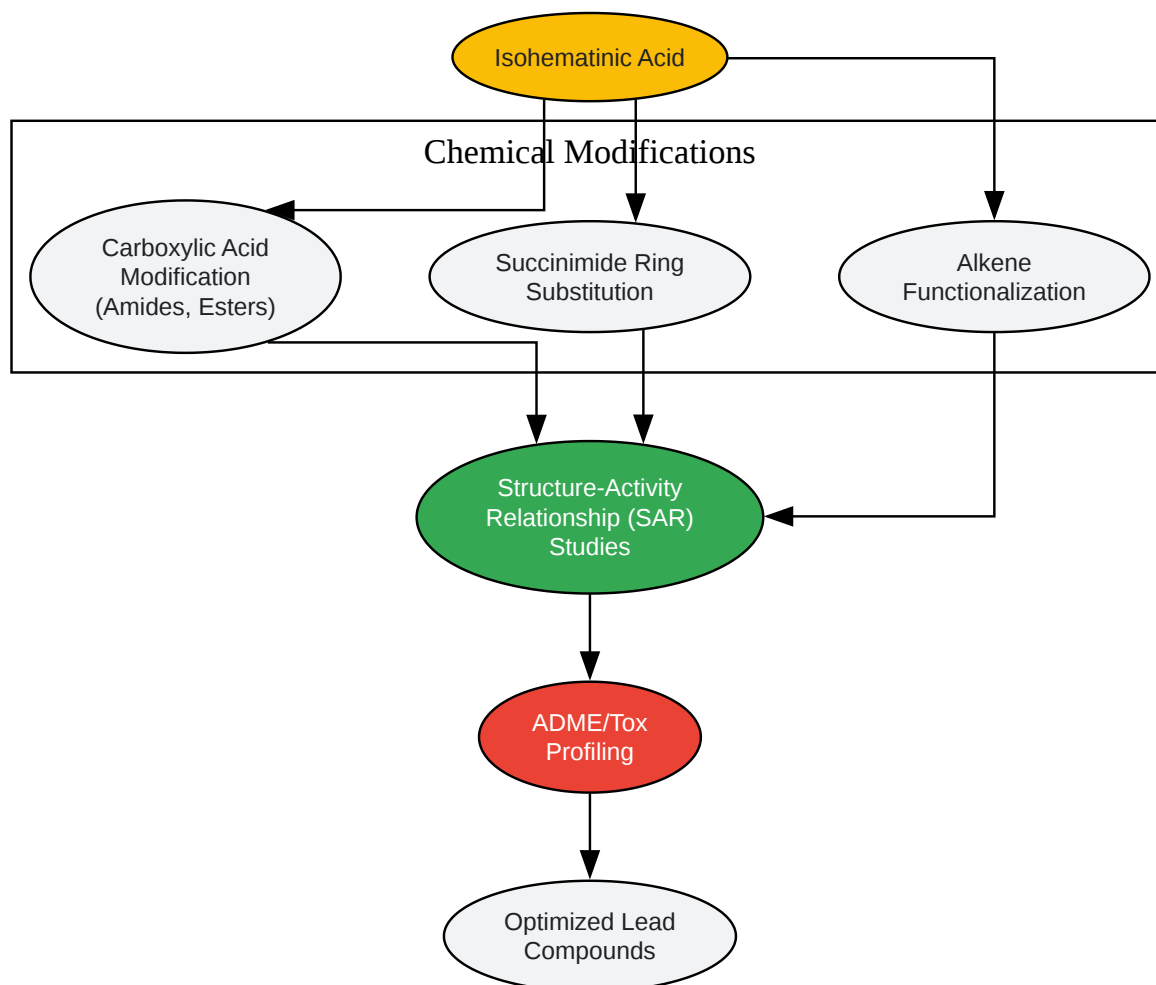 Isohematinic Acid
Chemical Modifications
Carboxylic Acid
Modification
(Amides, Esters)
Succinimide Ring
Substitution
Alkene
Functionalization
Structure-Activity
Relationship (SAR)
Studies
ADME/Tox
Profiling
Optimized Lead
Compounds